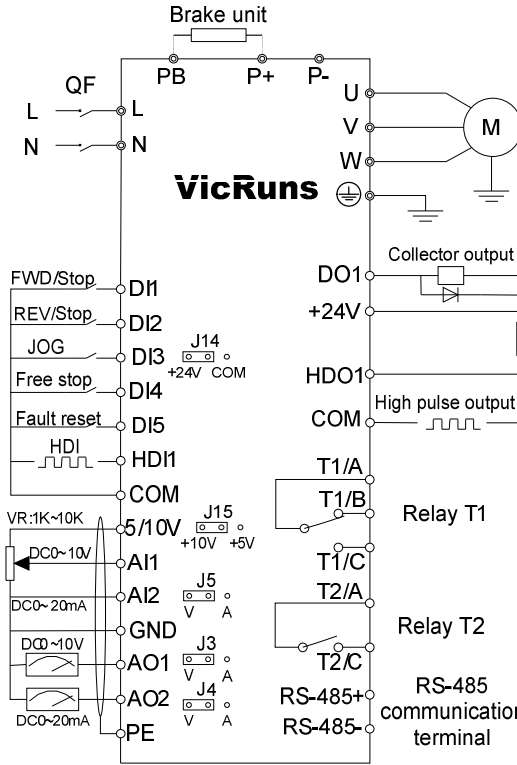 Brake unit
PB P+ P-
QF
L L
N N
U
V
W
M
VicRuns
FWD/Stop DI1
REV/Stop DI2
JOG DI3
J14
+24V COM
Free stop DI4
Fault reset DI5
HDI HDI1
COM
VR:1K~10K 5/10V
J15
+10V +5V
DC0~10V AI1
DC0~20mA AI2
J5
V A
GND
DC0~10V AO1
J3
V A
DC0~20mA AO2
J4
V A
PE
DO1 Collector output
+24V
HDO1
COM High pulse output
T1/A
T1/B
T1/C
Relay T1
T2/A
T2/C
Relay T2
RS-485+
RS-485-
RS-485
communication
terminal